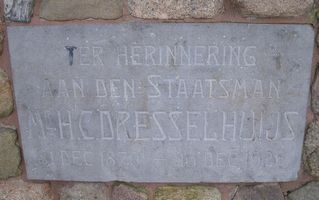 TER HERINNERING
AAN DEN STAATSMAN
Mr H.C. DRESSELHUIJS
DEC 1870 — DEC 1926